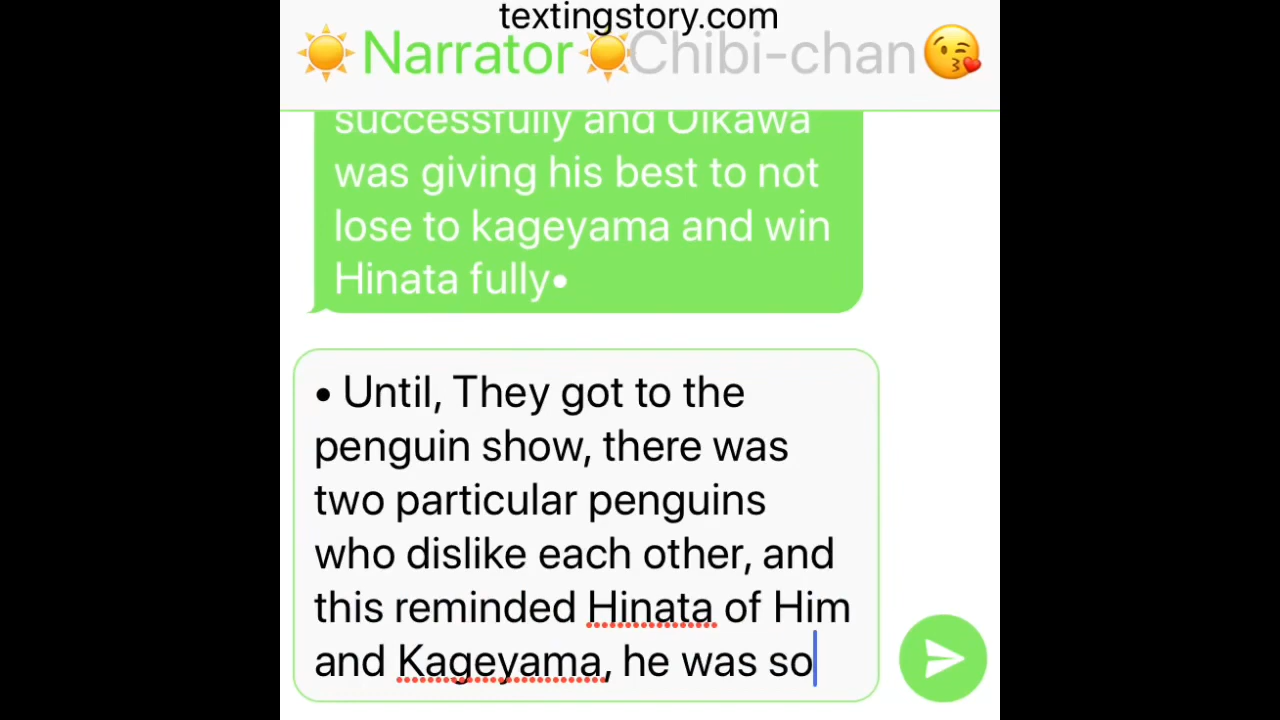 textingstory.com
☀️Narrator☀️Chibi-chan😘
successfully and Oikawa
was giving his best to not
lose to kageyama and win
Hinata fully•
• Until, They got to the
penguin show, there was
two particular penguins
who dislike each other, and
this reminded Hinata of Him
and Kageyama, he was so